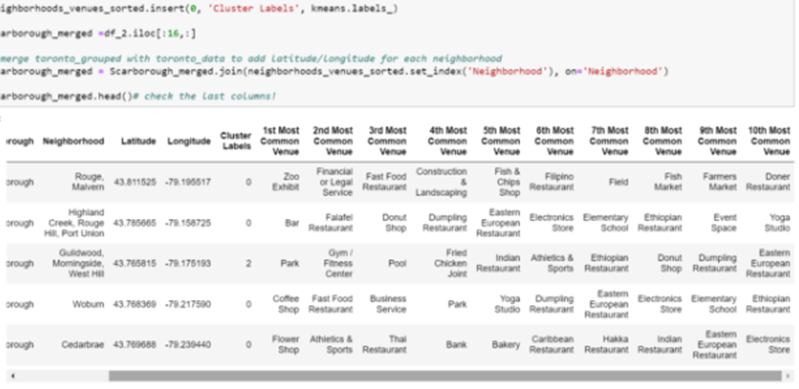 ighborhoods_venues_sorted.insert(0, 'Cluster Labels', kmeans.labels_)
arborough_merged =df_2.iloc[:16,:]
merge toronto_grouped with toronto_data to add latitude/longitude for each neighborhood
arborough_merged = Scarborough_merged.join(neighborhoods_venues_sorted.set_index('Neighborhood'), on='Neighborhood')
arborough_merged.head()# check the last columns!
orough Neighborhood Latitude Longitude Cluster Labels 1st Most Common Venue 2nd Most Common Venue 3rd Most Common Venue 4th Most Common Venue 5th Most Common Venue 6th Most Common Venue 7th Most Common Venue 8th Most Common Venue 9th Most Common Venue 10th Most Common Venue
orough Rouge, Malvern 43.811525 -79.195517 0 Zoo Exhibit Financial or Legal Service Fast Food Restaurant Construction & Landscaping Fish & Chips Shop Filipino Restaurant Field Fish Market Farmers Market Doner Restaurant
orough Highland Creek, Rouge Hill, Port Union 43.785665 -79.158725 0 Bar Falafel Restaurant Donut Shop Dumpling Restaurant Eastern European Restaurant Electronics Store Elementary School Ethiopian Restaurant Event Space Yoga Studio
orough Guildwood, Morningside, West Hill 43.765815 -79.175193 2 Park Gym / Fitness Center Pool Fried Chicken Joint Indian Restaurant Athletics & Sports Ethiopian Restaurant Donut Shop Dumpling Restaurant Eastern European Restaurant
orough Woburn 43.768369 -79.217590 0 Coffee Shop Fast Food Restaurant Business Service Park Yoga Studio Dumpling Restaurant Eastern European Restaurant Electronics Store Elementary School Ethiopian Restaurant
orough Cedarbrae 43.769688 -79.239440 0 Flower Shop Athletics & Sports Thai Restaurant Bank Bakery Caribbean Restaurant Hakka Restaurant Indian Restaurant Eastern European Restaurant Electronics Store